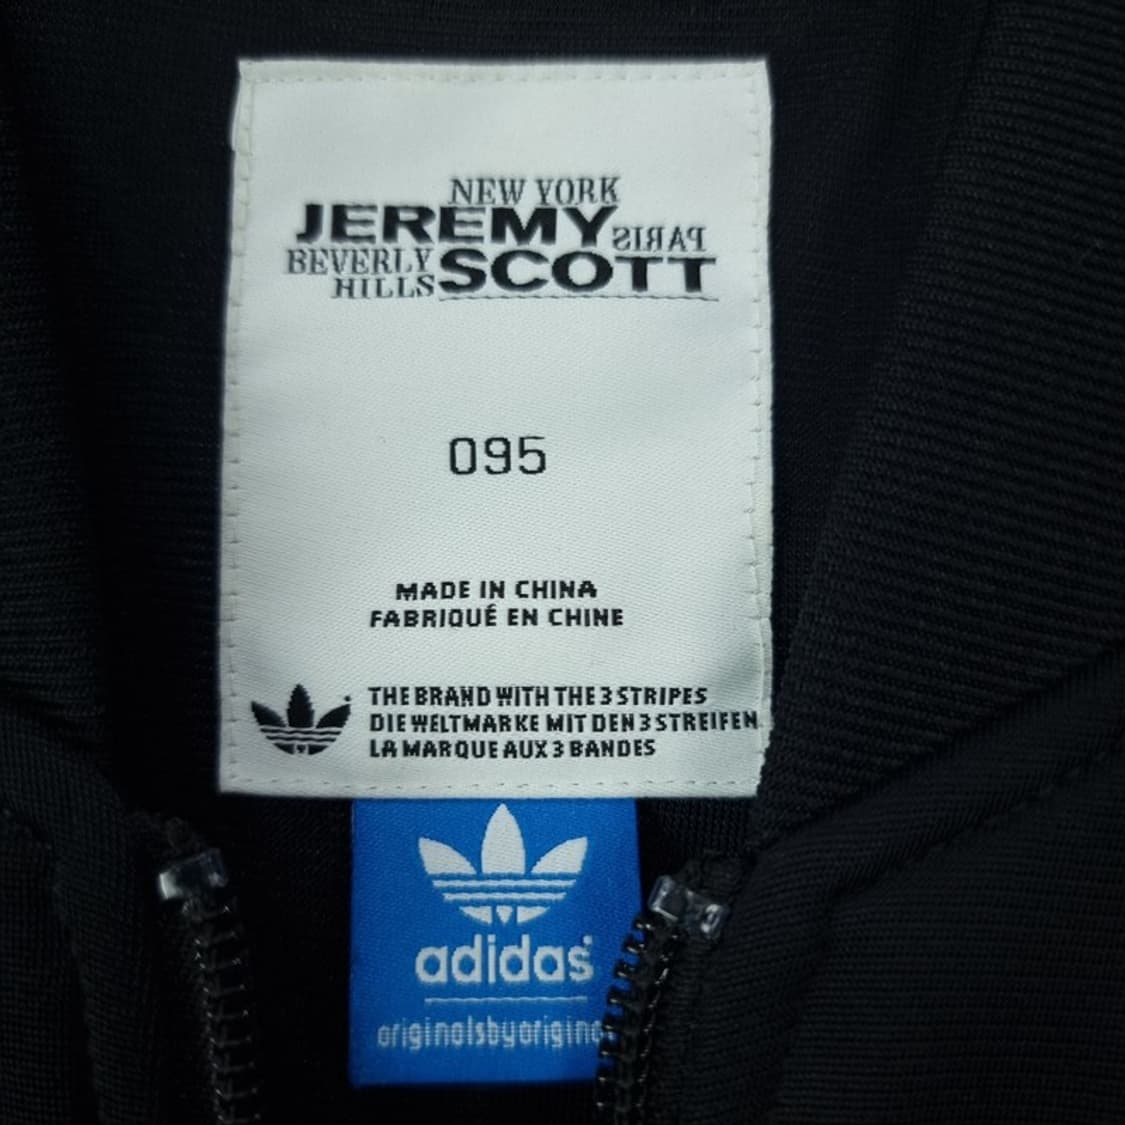 NEW YORK
JEREMY PARIS
BEVERLY SCOTT
HILLS
095
MADE IN CHINA
FABRIQUÉ EN CHINE
THE BRAND WITH THE 3 STRIPES
DIE WELTMARKE MIT DEN 3 STREIFEN
LA MARQUE AUX 3 BANDES
adidas
originalsbyorigina